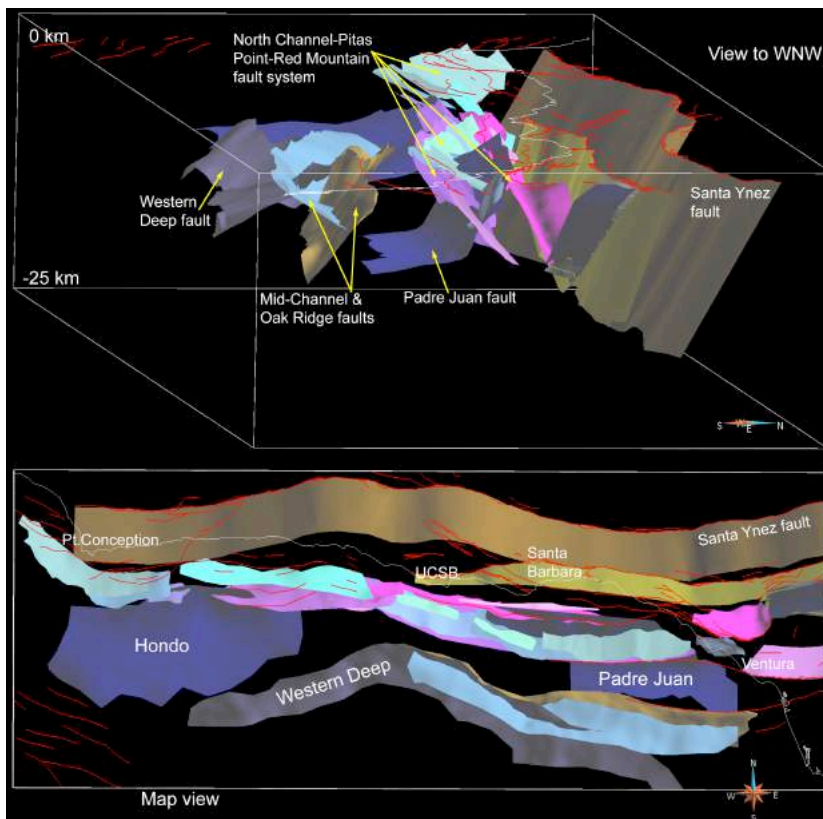 0 km
North Channel-Pitas
Point-Red Mountain
fault system
View to WNW
Western
Deep fault
Santa Ynez
fault
-25 km
Mid-Channel &
Oak Ridge faults
Padre Juan fault
S W E N
Pt.Conception
Santa Ynez fault
UCSB
Santa
Barbara
Hondo
Western Deep
Padre Juan
Ventura
Map view
N
W E
S